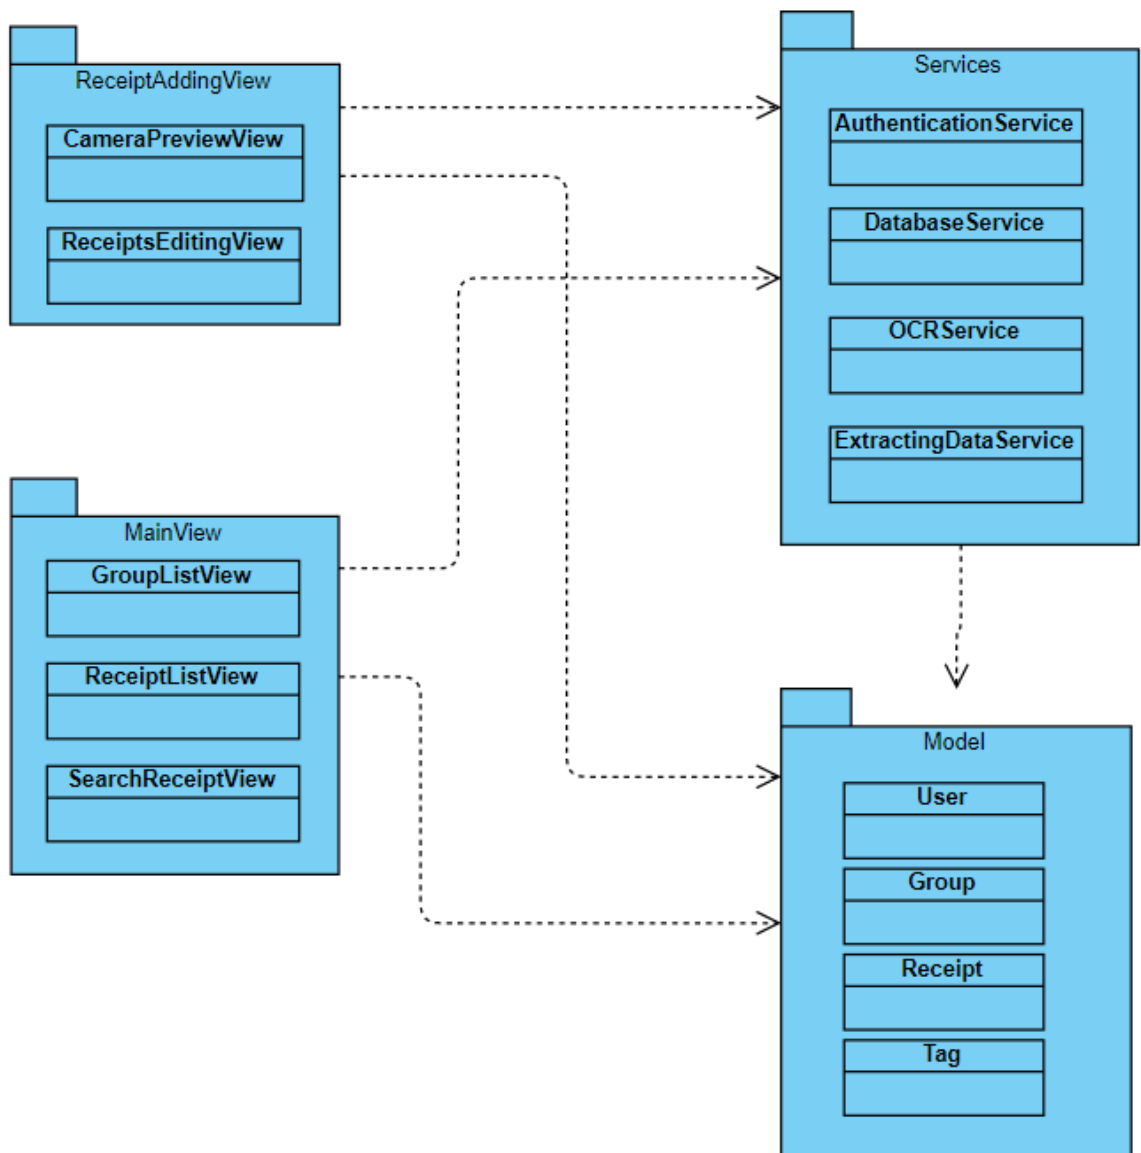 ReceiptAddingView
CameraPreviewView
ReceiptsEditingView
Services
AuthenticationService
DatabaseService
OCRService
ExtractingDataService
MainView
GroupListView
ReceiptListView
SearchReceiptView
Model
User
Group
Receipt
Tag